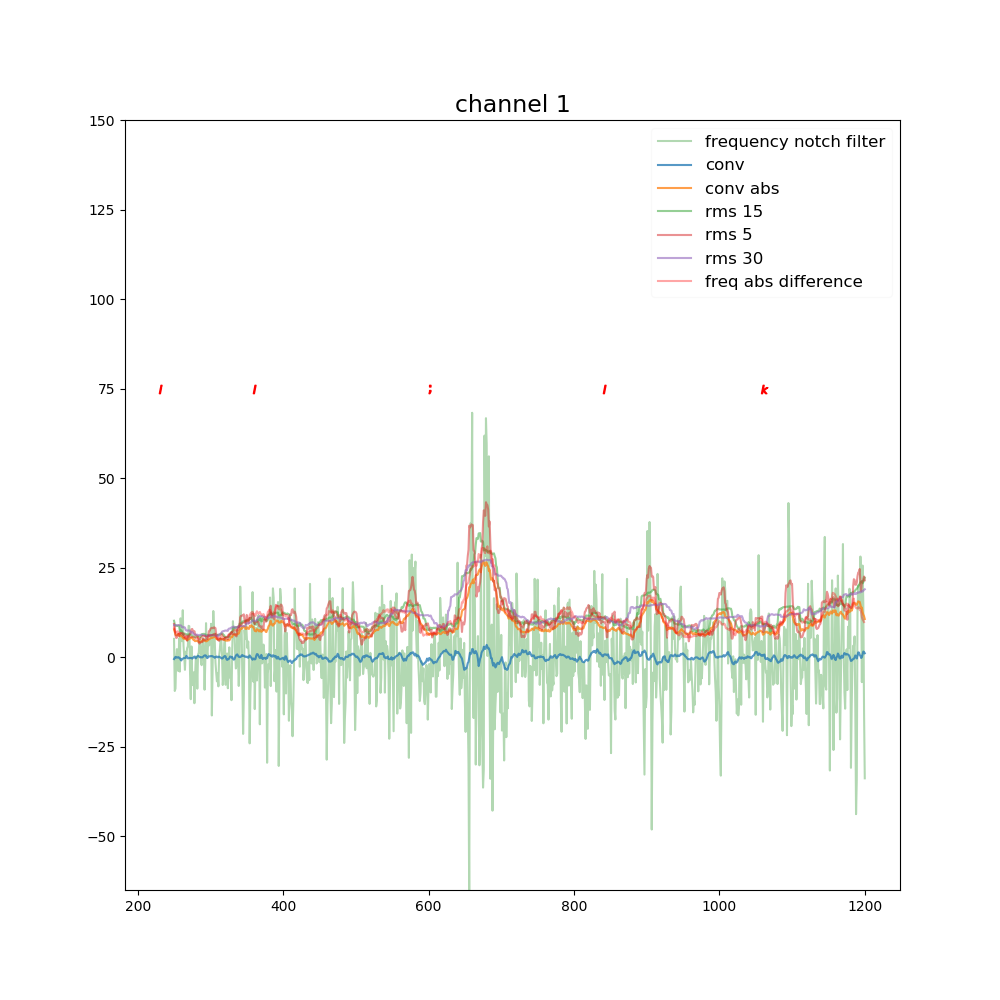 channel 1
150
frequency notch filter
conv
conv abs
rms 15
rms 5
rms 30
freq abs difference
125
100
75
l l ; l k
50
25
0
−25
−50
200 400 600 800 1000 1200